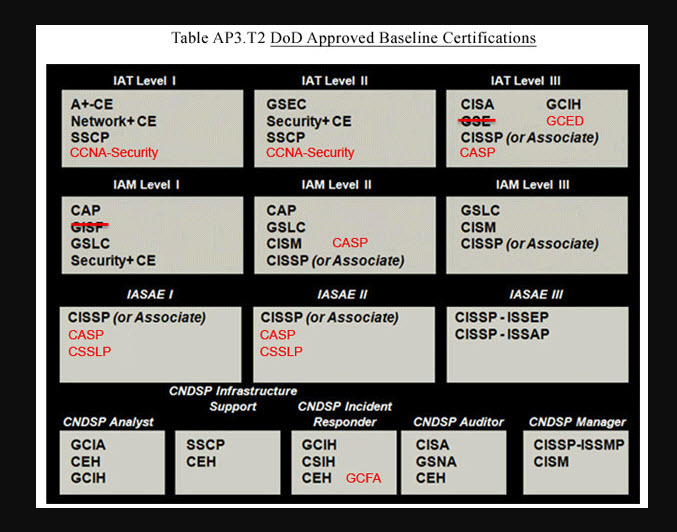 Table AP3.T2 DoD Approved Baseline Certifications
IAT Level I
A+-CE
Network+ CE
SSCP
CCNA-Security
IAT Level II
GSEC
Security+ CE
SSCP
CCNA-Security
IAT Level III
CISA GCIH
GSE GCED
CISSP (or Associate)
CASP
IAM Level I
CAP
GISF
GSLC
Security+ CE
IAM Level II
CAP
GSLC
CISM CASP
CISSP (or Associate)
IAM Level III
GSLC
CISM
CISSP (or Associate)
IASAE I
CISSP (or Associate)
CASP
CSSLP
IASAE II
CISSP (or Associate)
CASP
CSSLP
IASAE III
CISSP - ISSEP
CISSP - ISSAP
CNDSP Analyst
GCIA
CEH
GCIH
CNDSP Infrastructure
Support
SSCP
CEH
CNDSP Incident
Responder
GCIH
CSIH
CEH GCFA
CNDSP Auditor
CISA
GSNA
CEH
CNDSP Manager
CISSP-ISSMP
CISM